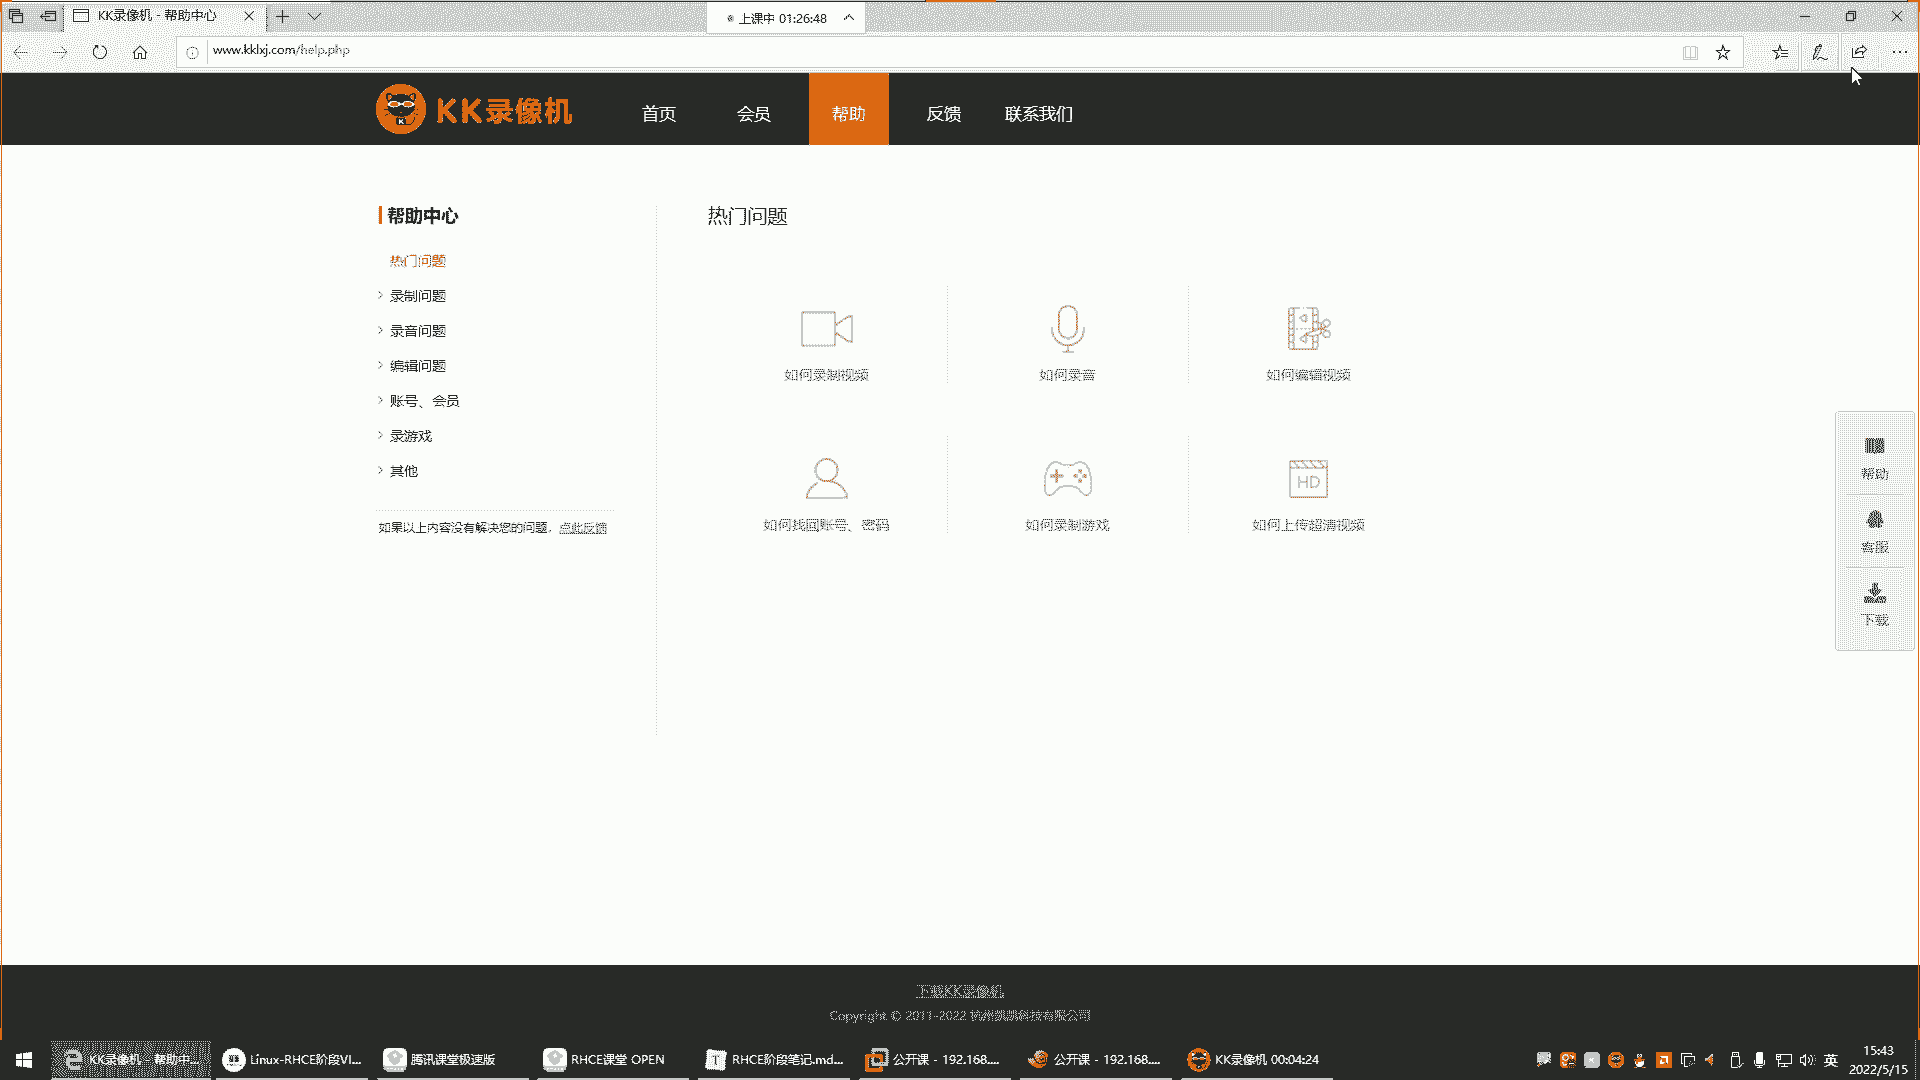 KK录像机 - 帮助中心
上课中 01:26:48
www.kklxj.com/help.php
KK录像机
首页
会员
帮助
反馈
联系我们
帮助中心
热门问题
录制问题
录音问题
编辑问题
账号、会员
录游戏
其他
如果以上内容没有解决您的问题，点此反馈
热门问题
如何录制视频
如何录音
如何编辑视频
如何找回账号、密码
如何录制游戏
HD
如何上传超清视频
帮助
客服
下载
下载KK录像机
Copyright © 2011-2022 杭州凯凯科技有限公司
KK录像机 - 帮助中...
Linux-RHCE阶段VI...
腾讯课堂极速版
RHCE课堂 OPEN
RHCE阶段笔记.md...
公开课 - 192.168....
公开课 - 192.168....
KK录像机 00:04:24
英
15:43
2022/5/15